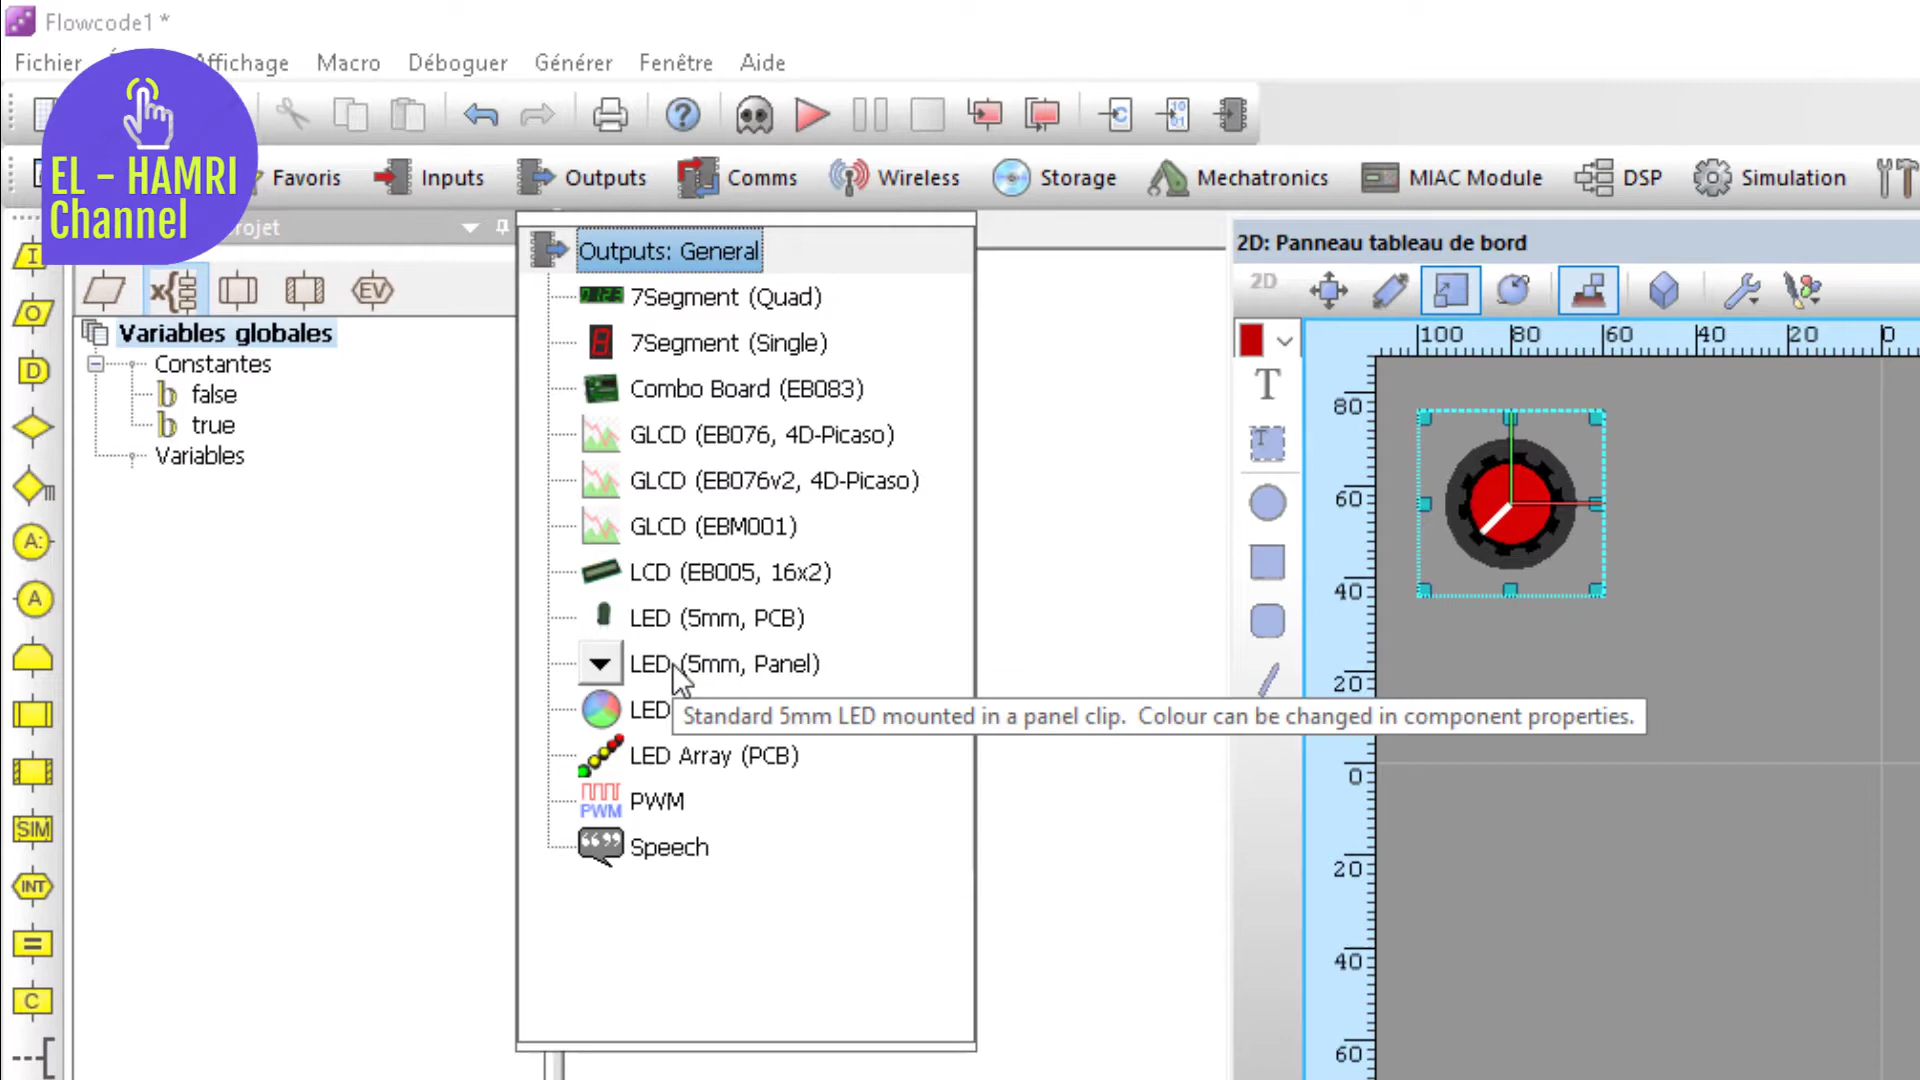 Flowcode1 *
Fichier
Affichage
Macro
Déboguer
Générer
Fenêtre
Aide
EL - HAMRI
Channel
Favoris
Inputs
Outputs
Comms
Wireless
Storage
Mechatronics
MIAC Module
DSP
Simulation
rojet
EV
Variables globales
Constantes
false
true
Variables
Outputs: General
7Segment (Quad)
7Segment (Single)
Combo Board (EB083)
GLCD (EB076, 4D-Picaso)
GLCD (EB076v2, 4D-Picaso)
GLCD (EBM001)
LCD (EB005, 16x2)
LED (5mm, PCB)
LED (5mm, Panel)
LED
Standard 5mm LED mounted in a panel clip. Colour can be changed in component properties.
LED Array (PCB)
PWM
PWM
Speech
2D: Panneau tableau de bord
2D
100 80 60 40 20 0
T
T
80
60
40
20
0
20
40
60
I
O
D
A:
A
SIM
INT
=
C